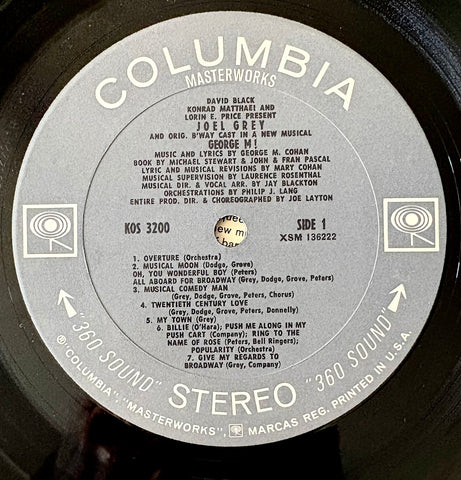 COLUMBIA
MASTERWORKS
DAVID BLACK
KONRAD MATTHAEI AND
LORIN E. PRICE PRESENT
JOEL GREY
AND ORIG. B'WAY CAST IN A NEW MUSICAL
GEORGE M!
MUSIC AND LYRICS BY GEORGE M. COHAN
BOOK BY MICHAEL STEWART & JOHN & FRAN PASCAL
LYRIC AND MUSICAL REVISIONS BY MARY COHAN
MUSICAL SUPERVISION BY LAURENCE ROSENTHAL
MUSICAL DIR. & VOCAL ARR. BY JAY BLACKTON
ORCHESTRATIONS BY PHILIP J. LANG
ENTIRE PROD. DIR. & CHOREOGRAPHED BY JOE LAYTON
KOS 3200
SIDE 1
XSM 136222
ew m
bar
1. OVERTURE (Orchestra)
2. MUSICAL MOON (Dodge, Grove)
OH, YOU WONDERFUL BOY (Peters)
ALL ABOARD FOR BROADWAY (Grey, Dodge, Grove, Peters)
3. MUSICAL COMEDY MAN
(Grey, Dodge, Grove, Peters, Chorus)
4. TWENTIETH CENTURY LOVE
(Grey, Dodge, Grove, Peters, Donnelly)
5. MY TOWN (Grey)
6. BILLIE (O'Hara); PUSH ME ALONG IN MY
PUSH CART (Company); RING TO THE
NAME OF ROSE (Peters, Bell Ringers);
POPULARITY (Orchestra)
7. GIVE MY REGARDS TO
BROADWAY (Grey, Company)
"360 SOUND" STEREO "360 SOUND"
® "COLUMBIA", "MASTERWORKS", MARCAS REG. PRINTED IN U.S.A.